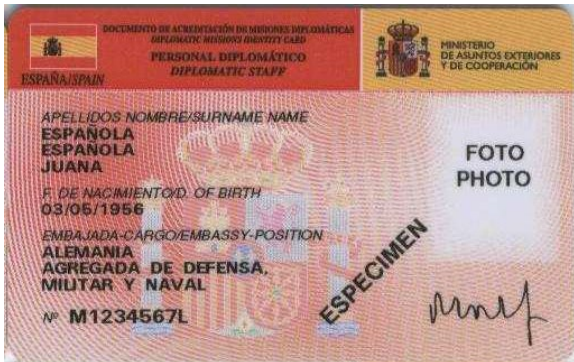 DOCUMENTO DE ACREDITACIÓN DE MISIONES DIPLOMÁTICAS
DIPLOMATIC MISSIONS IDENTITY CARD
PERSONAL DIPLOMÁTICO
DIPLOMATIC STAFF
ESPAÑA/SPAIN
MINISTERIO
DE ASUNTOS EXTERIORES
Y DE COOPERACIÓN
APELLIDOS NOMBRE/SURNAME NAME
ESPAÑOLA
ESPAÑOLA
JUANA
F. DE NACIMIENTO/D. OF BIRTH
03/05/1956
EMBAJADA-CARGO/EMBASSY-POSITION
ALEMANIA
AGREGADA DE DEFENSA,
MILITAR Y NAVAL
Nº M1234567L
FOTO
PHOTO
ESPECIMEN